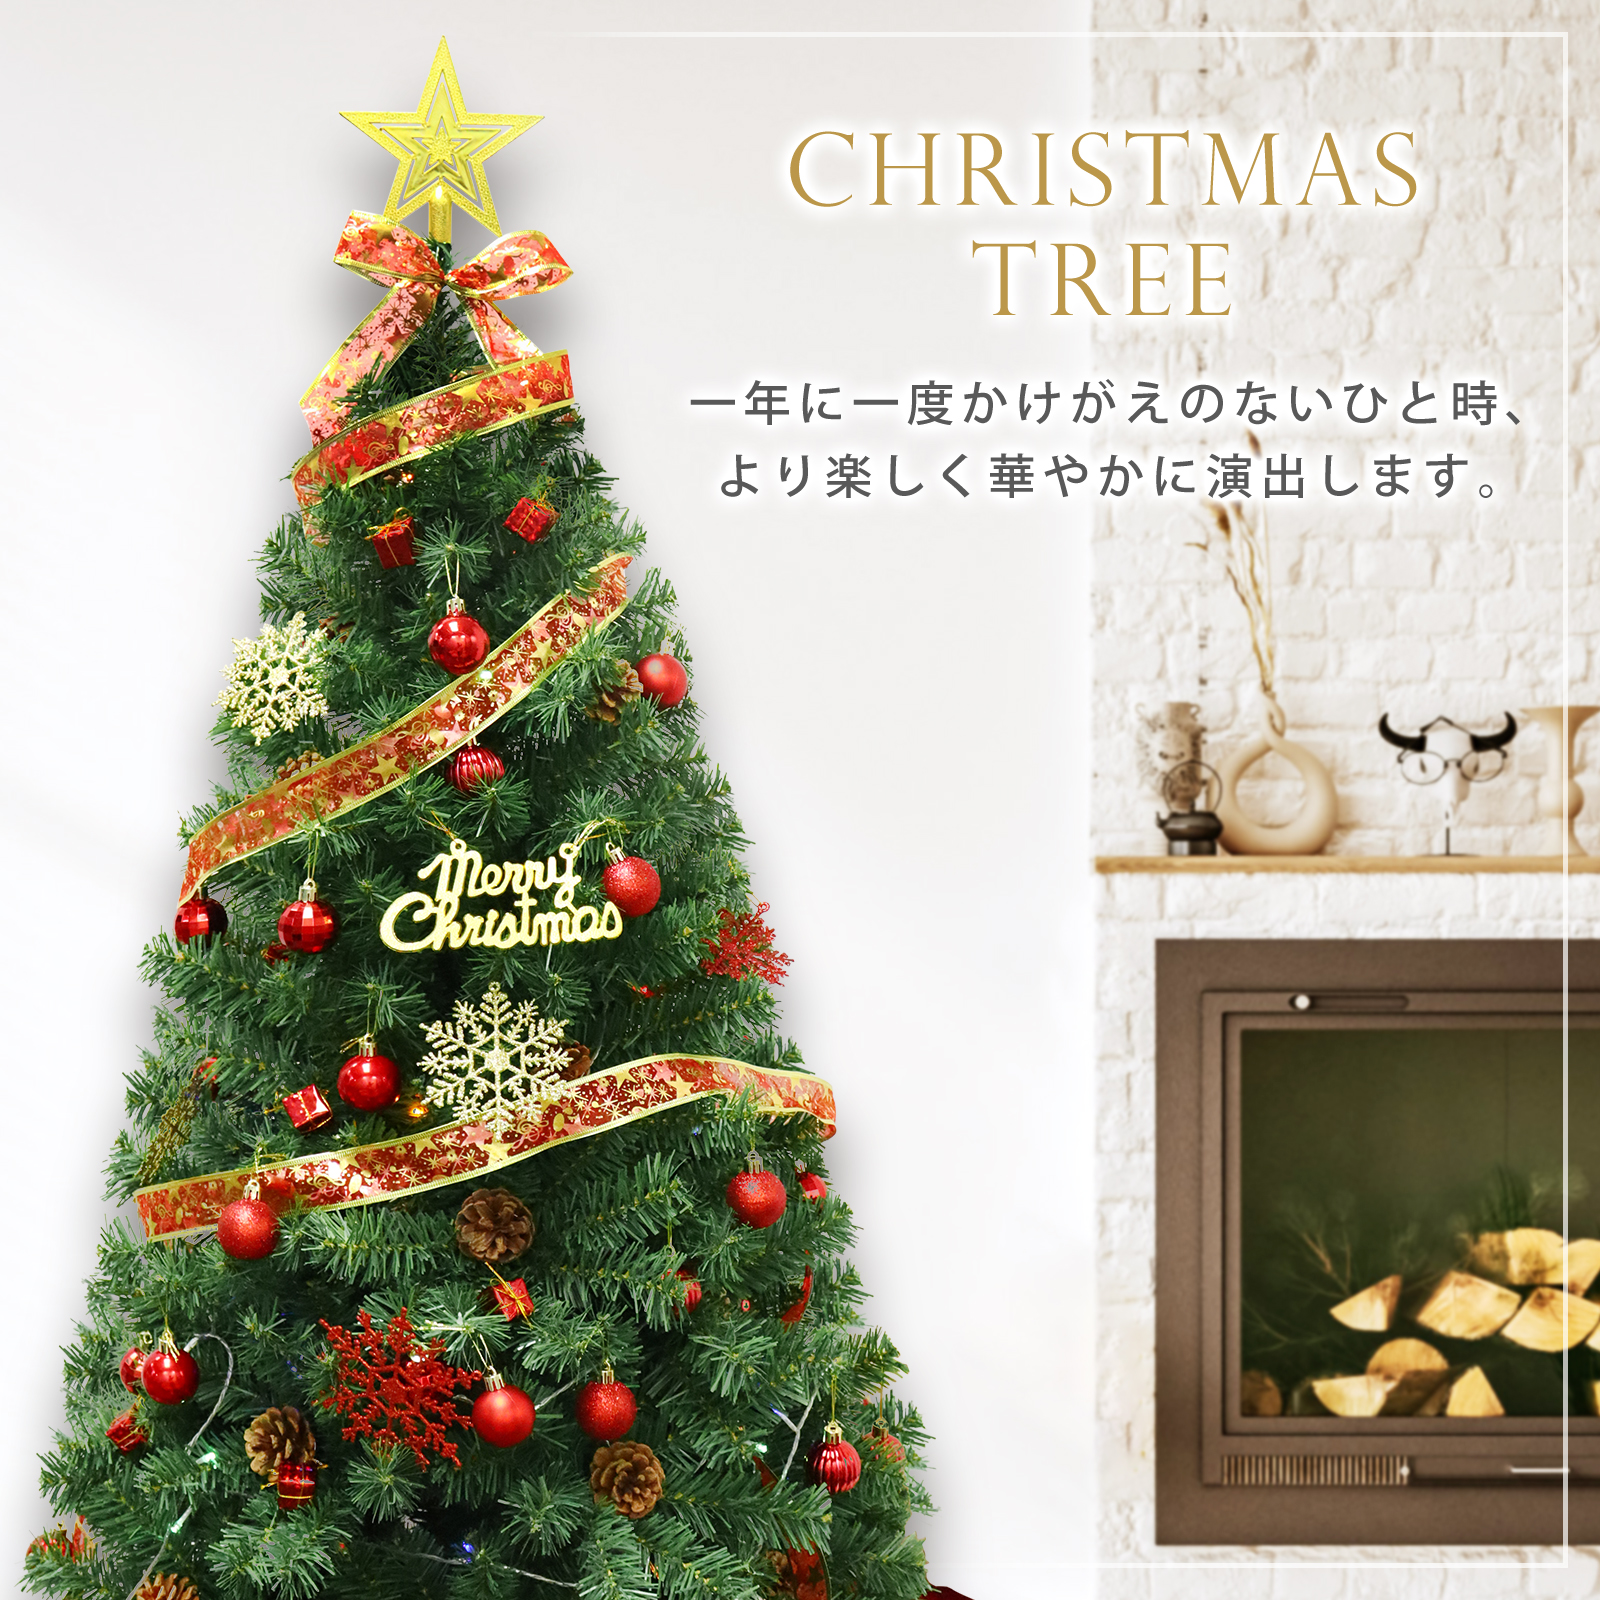 CHRISTMAS
TREE
一年に一度かけがえのないひと時、
より楽しく華やかに演出します。
Merry
Christmas